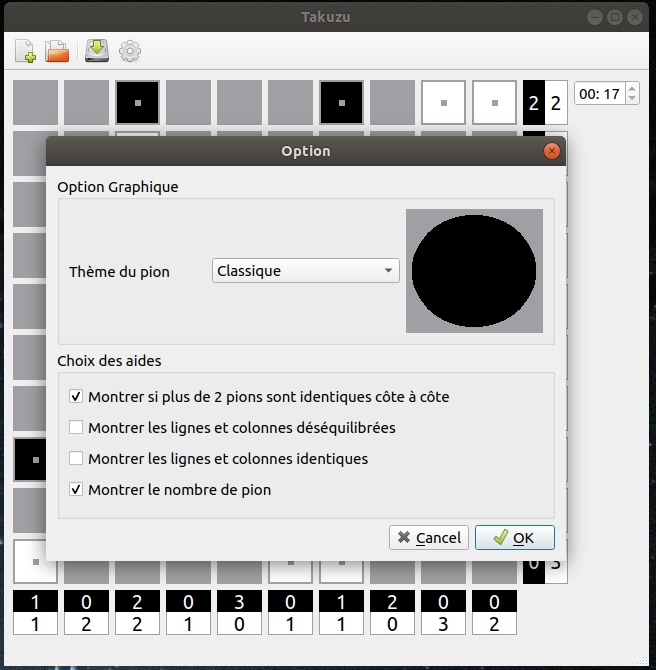 Takuzu
2 2
00: 17
Option
Option Graphique
Thème du pion
Classique
Choix des aides
Montrer si plus de 2 pions sont identiques côte à côte
Montrer les lignes et colonnes déséquilibrées
Montrer les lignes et colonnes identiques
Montrer le nombre de pion
Cancel OK
0 3
1 0 2 0 3 0 1 2 0 0
1 2 2 1 0 1 1 0 3 2